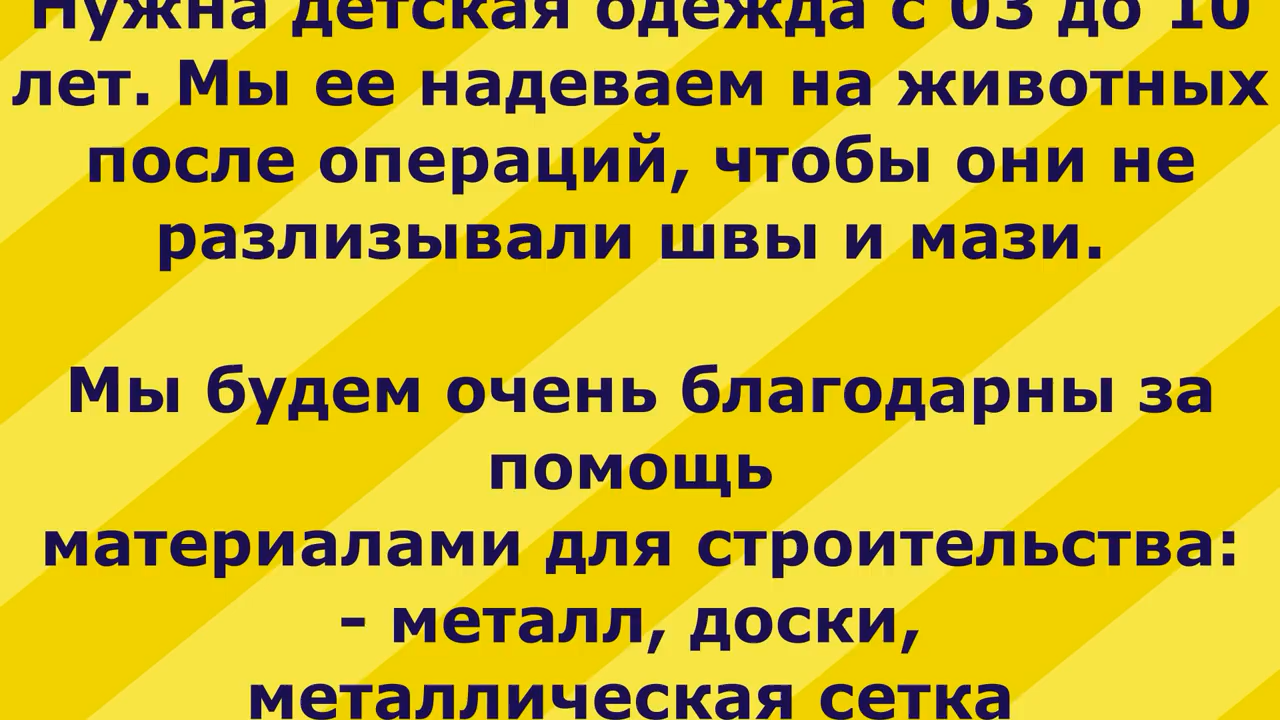 Нужна детская одежда с 03 до 10
лет. Мы ее надеваем на животных
после операций, чтобы они не
разлизывали швы и мази.
Мы будем очень благодарны за
помощь
материалами для строительства:
- металл, доски,
металлическая сетка